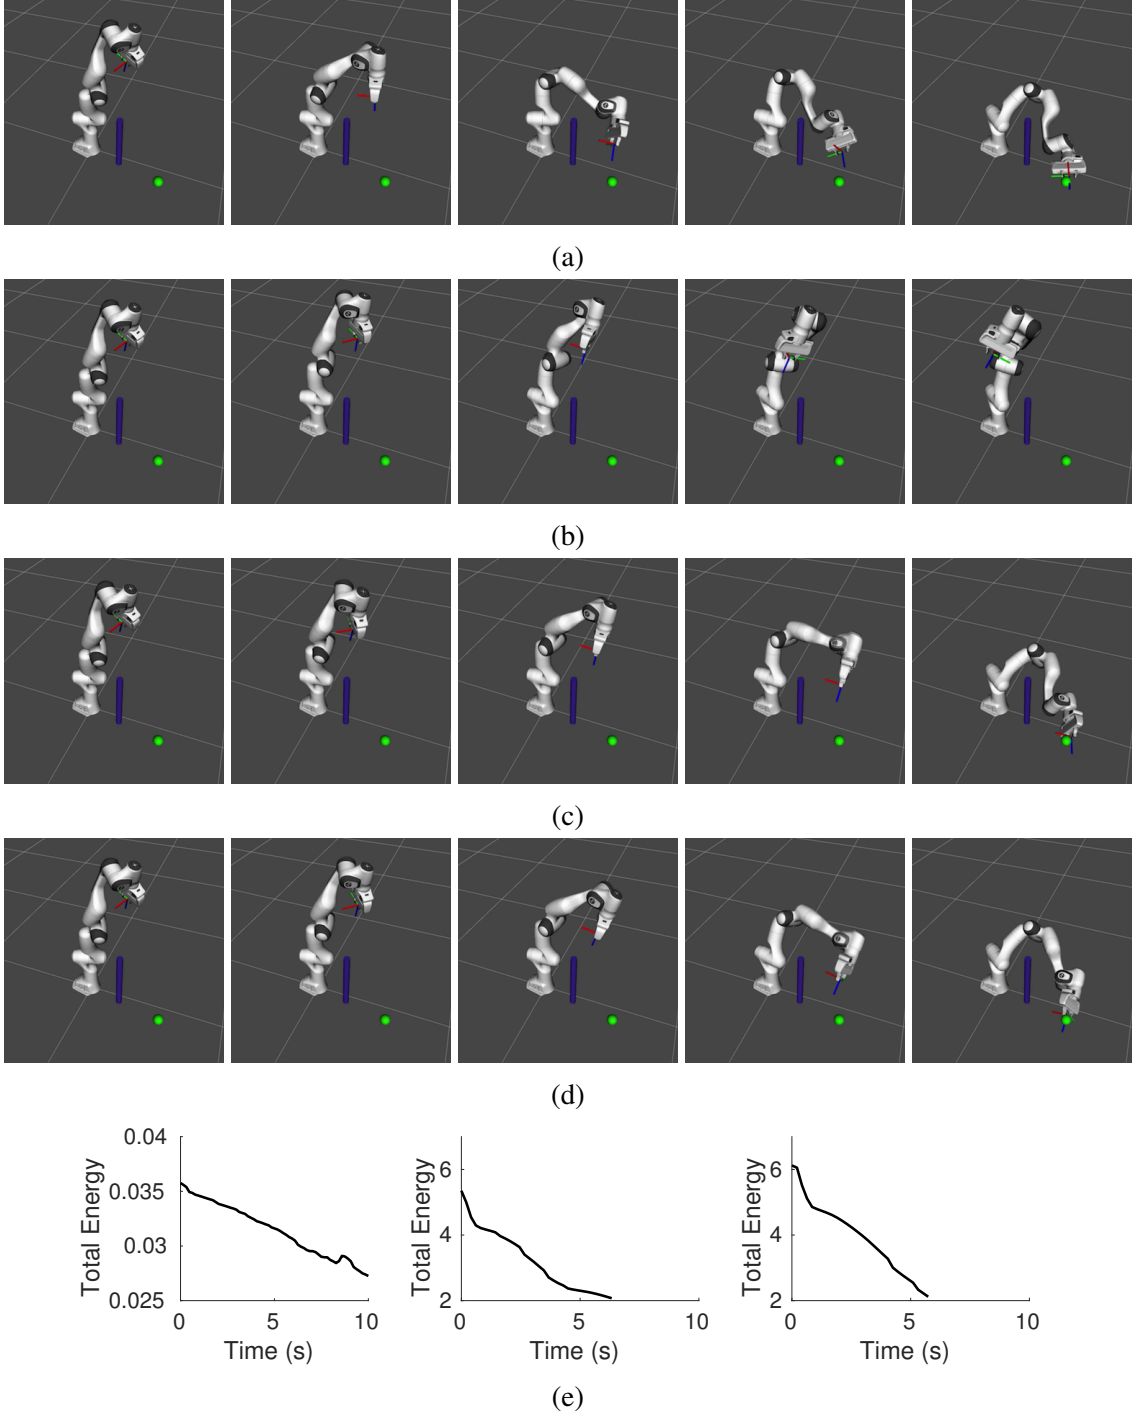 (a)
(b)
(c)
(d)
Total Energy
0.04
0.035
0.03
0.025
0 5 10
Time (s)
Total Energy
6
4
2
0 5 10
Time (s)
Total Energy
6
4
2
0 5 10
Time (s)
(e)